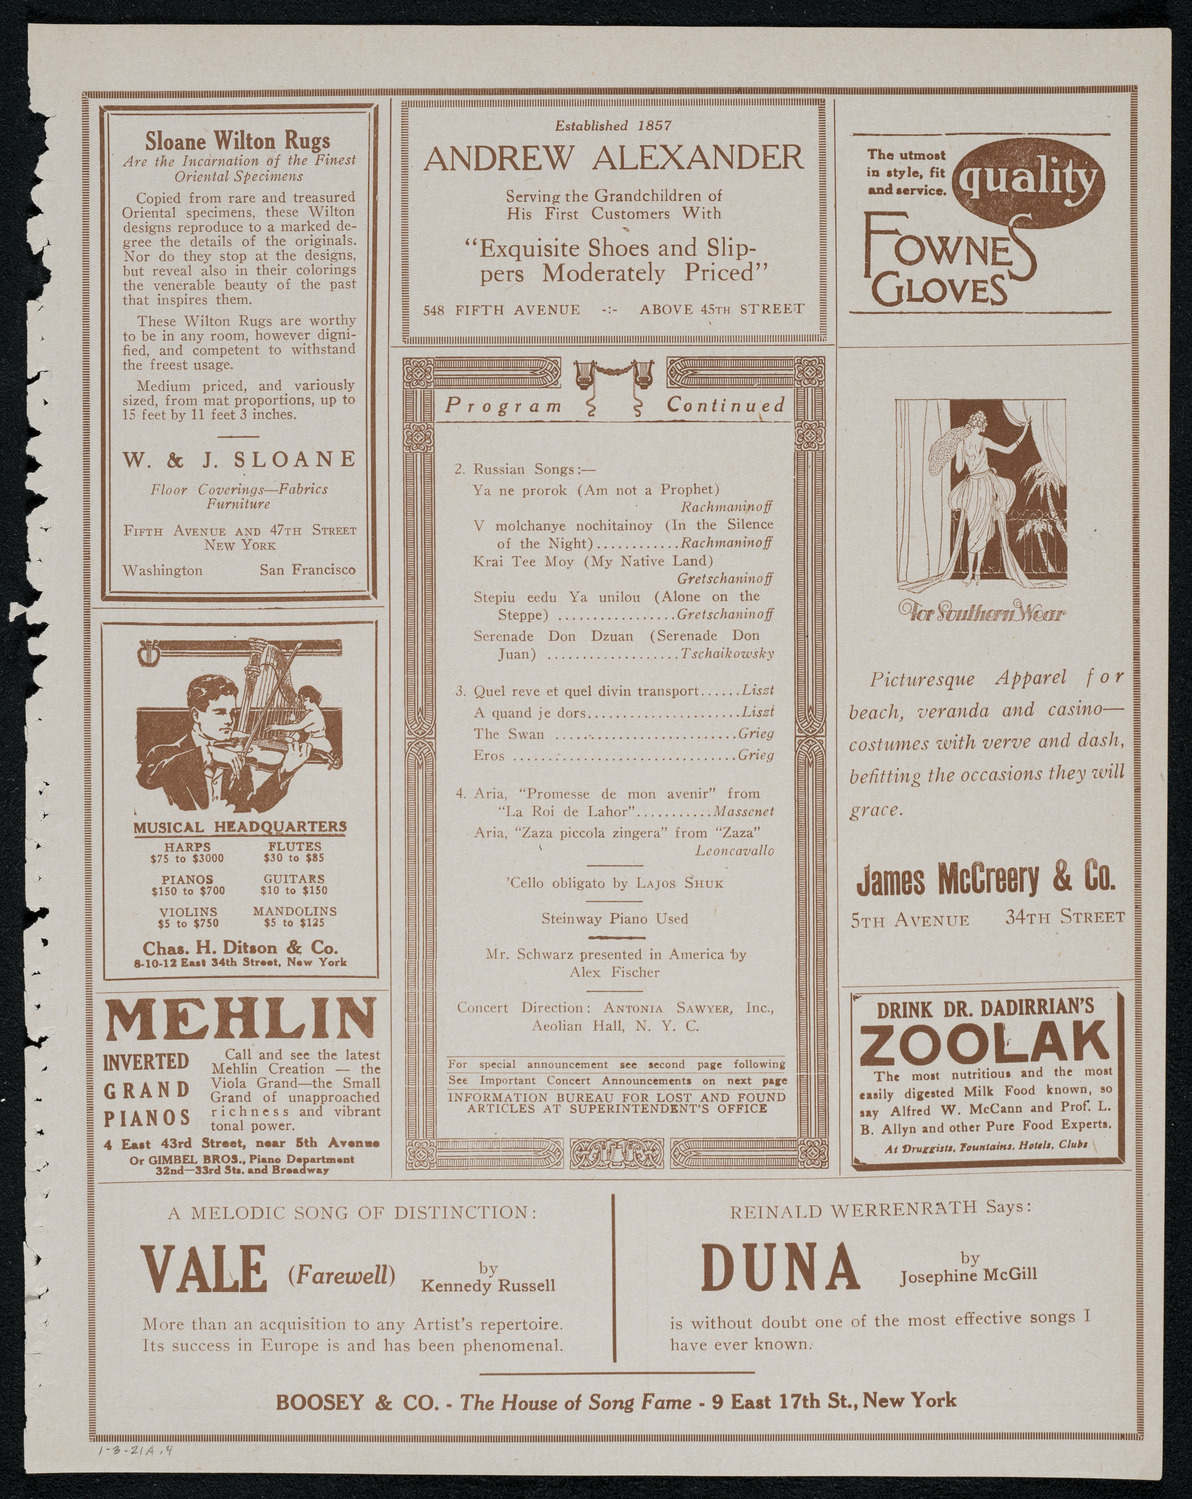 Sloane Wilton Rugs
Are the Incarnation of the Finest
Oriental Specimens
Copied from rare and treasured
Oriental specimens, these Wilton
designs reproduce to a marked de-
gree the details of the originals.
Nor do they stop at the designs,
but reveal also in their colorings
the venerable beauty of the past
that inspires them.
These Wilton Rugs are worthy
to be in any room, however digni-
fied, and competent to withstand
the freest usage.
Medium priced, and variously
sized, from mat proportions, up to
15 feet by 11 feet 3 inches.
W. & J. SLOANE
Floor Coverings—Fabrics
Furniture
FIFTH AVENUE AND 47TH STREET
NEW YORK
Washington San Francisco
MUSICAL HEADQUARTERS
HARPS FLUTES
$75 to $3000 $30 to $85
PIANOS GUITARS
$150 to $700 $10 to $150
VIOLINS MANDOLINS
$5 to $750 $5 to $125
Chas. H. Ditson & Co.
8-10-12 East 34th Street, New York
MEHLIN
INVERTED
GRAND
PIANOS
Call and see the latest
Mehlin Creation — the
Viola Grand—the Small
Grand of unapproached
richness and vibrant
tonal power.
4 East 43rd Street, near 5th Avenue
Or GIMBEL BROS., Piano Department
32nd—33rd Sts. and Broadway
Established 1857
ANDREW ALEXANDER
Serving the Grandchildren of
His First Customers With
“Exquisite Shoes and Slip-
pers Moderately Priced”
548 FIFTH AVENUE -:- ABOVE 45TH STREET
Program Continued
2. Russian Songs:—
Ya ne prorok (Am not a Prophet)
Rachmaninoff
V molchanye nochitainoy (In the Silence
of the Night)............Rachmaninoff
Krai Tee Moy (My Native Land)
Gretschaninoff
Stepiu eedu Ya unilou (Alone on the
Steppe) .................Gretschaninoff
Serenade Don Dzuan (Serenade Don
Juan) ...................Tschaikowsky
3. Quel reve et quel divin transport......Liszt
A quand je dors......................Liszt
The Swan ..........................Grieg
Eros ................................Grieg
4. Aria, “Promesse de mon avenir” from
“La Roi de Lahor”...........Massenet
Aria, “Zaza piccola zingera” from “Zaza”
Leoncavallo
'Cello obligato by LAJOS SHUK
Steinway Piano Used
Mr. Schwarz presented in America by
Alex Fischer
Concert Direction: ANTONIA SAWYER, Inc.,
Aeolian Hall, N. Y. C.
For special announcement see second page following
See Important Concert Announcements on next page
INFORMATION BUREAU FOR LOST AND FOUND
ARTICLES AT SUPERINTENDENT'S OFFICE
The utmost
in style, fit
and service.
quality
FOWNES
GLOVES
For Southern Wear
Picturesque Apparel for
beach, veranda and casino—
costumes with verve and dash,
befitting the occasions they will
grace.
James McCreery & Co.
5TH AVENUE 34TH STREET
DRINK DR. DADIRRIAN'S
ZOOLAK
The most nutritious and the most
easily digested Milk Food known, so
say Alfred W. McCann and Prof. L.
B. Allyn and other Pure Food Experts.
At Druggists, Fountains, Hotels, Clubs
A MELODIC SONG OF DISTINCTION:
VALE (Farewell) by
Kennedy Russell
More than an acquisition to any Artist's repertoire.
Its success in Europe is and has been phenomenal.
REINALD WERRENRATH Says:
DUNA by
Josephine McGill
is without doubt one of the most effective songs I
have ever known.
BOOSEY & CO. - The House of Song Fame - 9 East 17th St., New York
1-3-21A.4